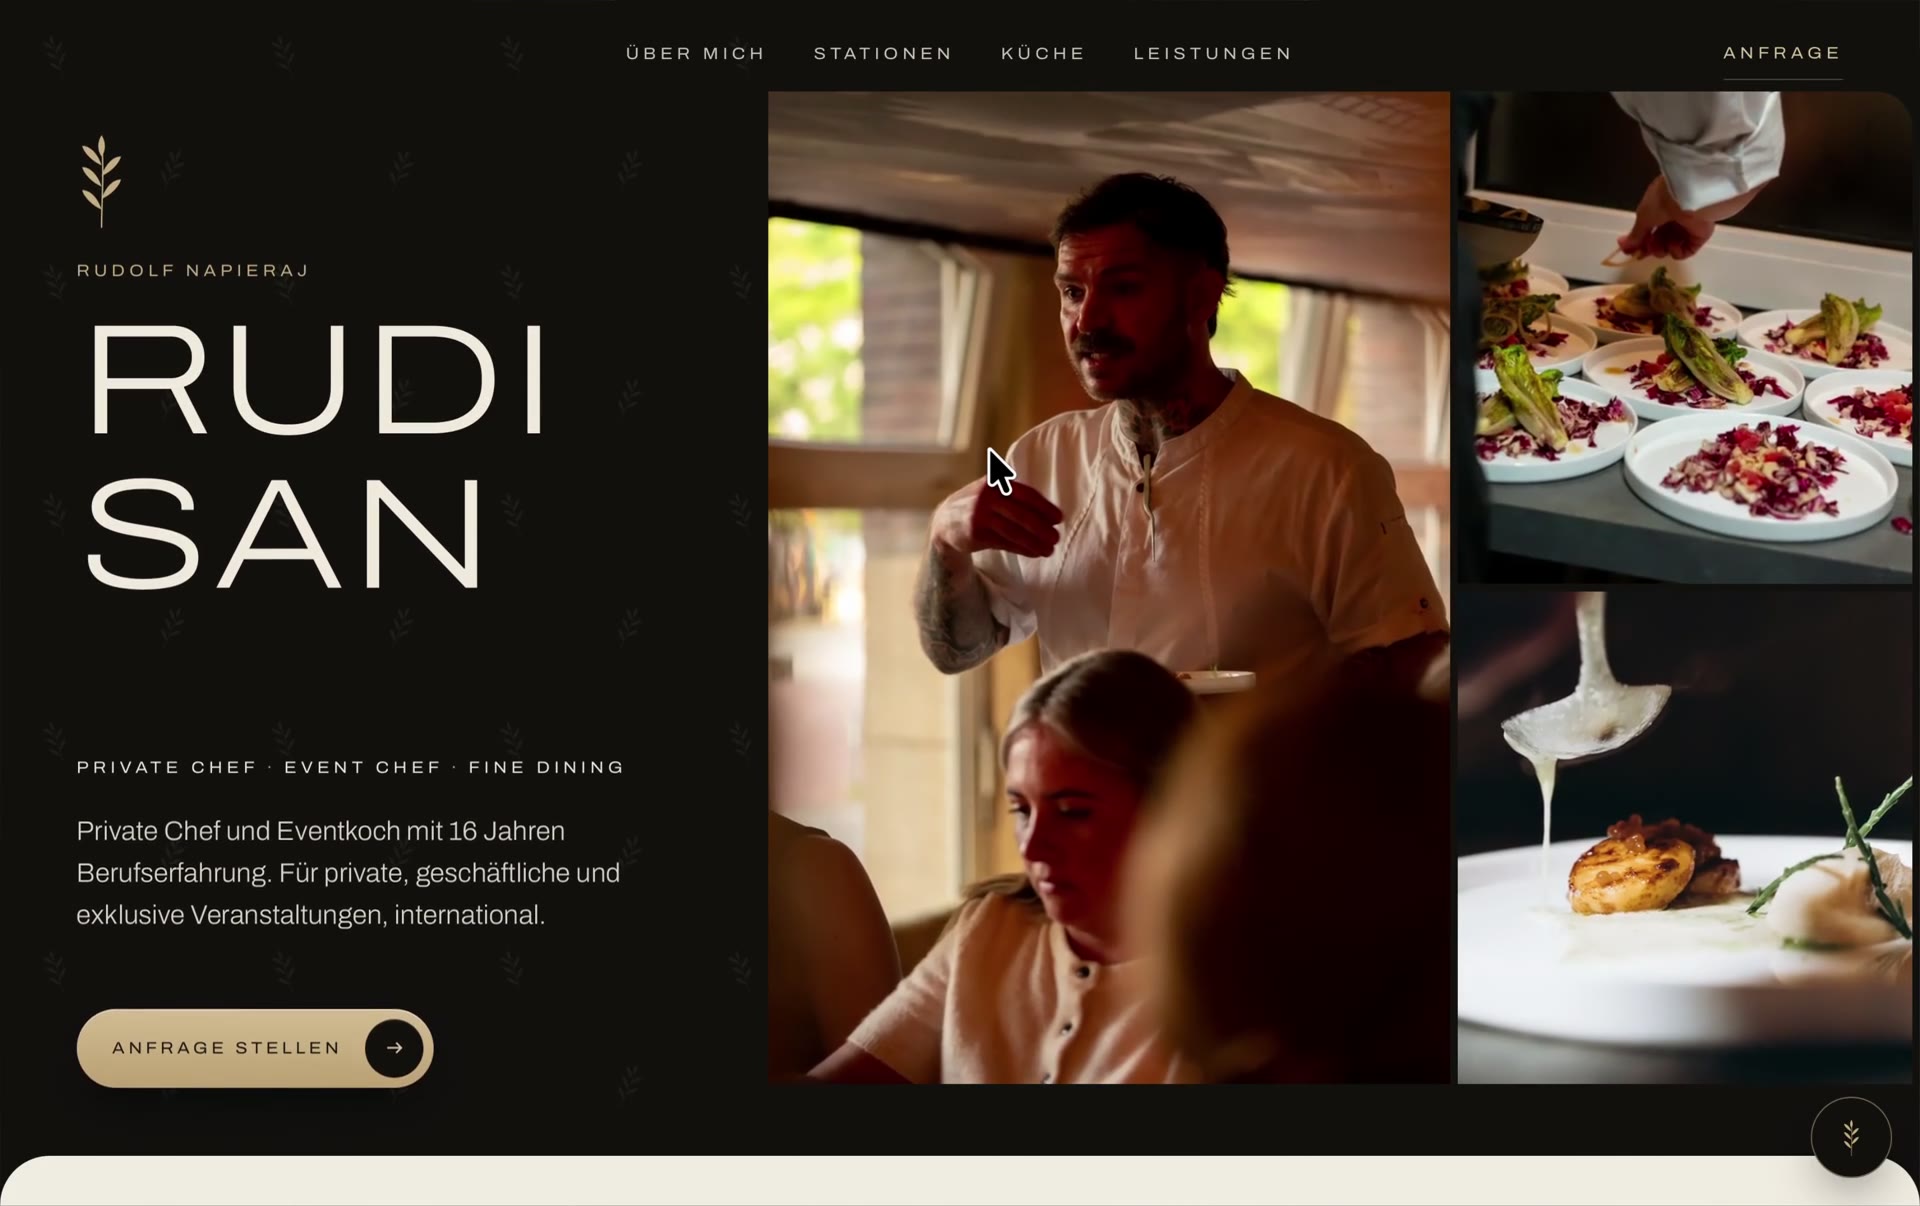 ÜBER MICH
STATIONEN
KÜCHE
LEISTUNGEN
ANFRAGE
RUDOLF NAPIERAJ
RUDI
SAN
PRIVATE CHEF · EVENT CHEF · FINE DINING
Private Chef und Eventkoch mit 16 Jahren
Berufserfahrung. Für private, geschäftliche und
exklusive Veranstaltungen, international.
ANFRAGE STELLEN